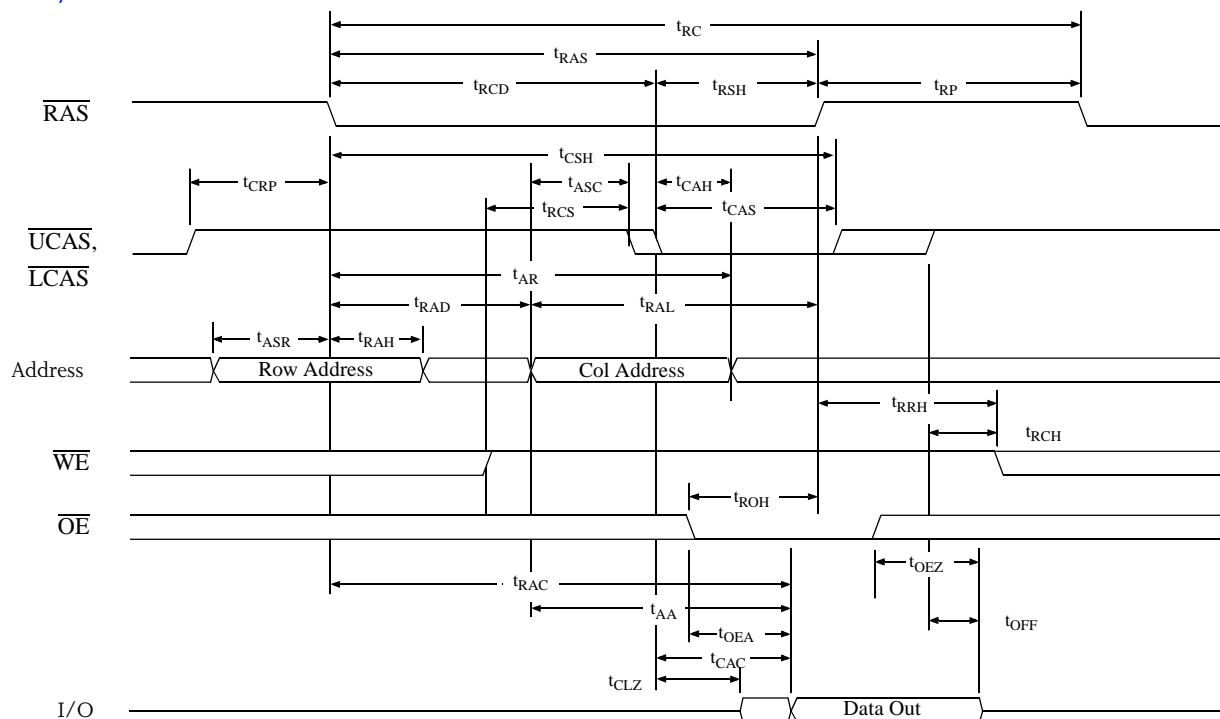 tRC
tRAS
tRCD tRSH tRP
RAS
tCSH
tCRP tASC tCAH
tRCS tCAS
UCAS,
LCAS
tAR
tRAD tRAL
tASR tRAH
Address Row Address Col Address
tRRH
tRCH
WE
tROH
OE
tOEZ
tRAC
tAA
tOFF
tOEA
tCAC
tCLZ
I/O Data Out